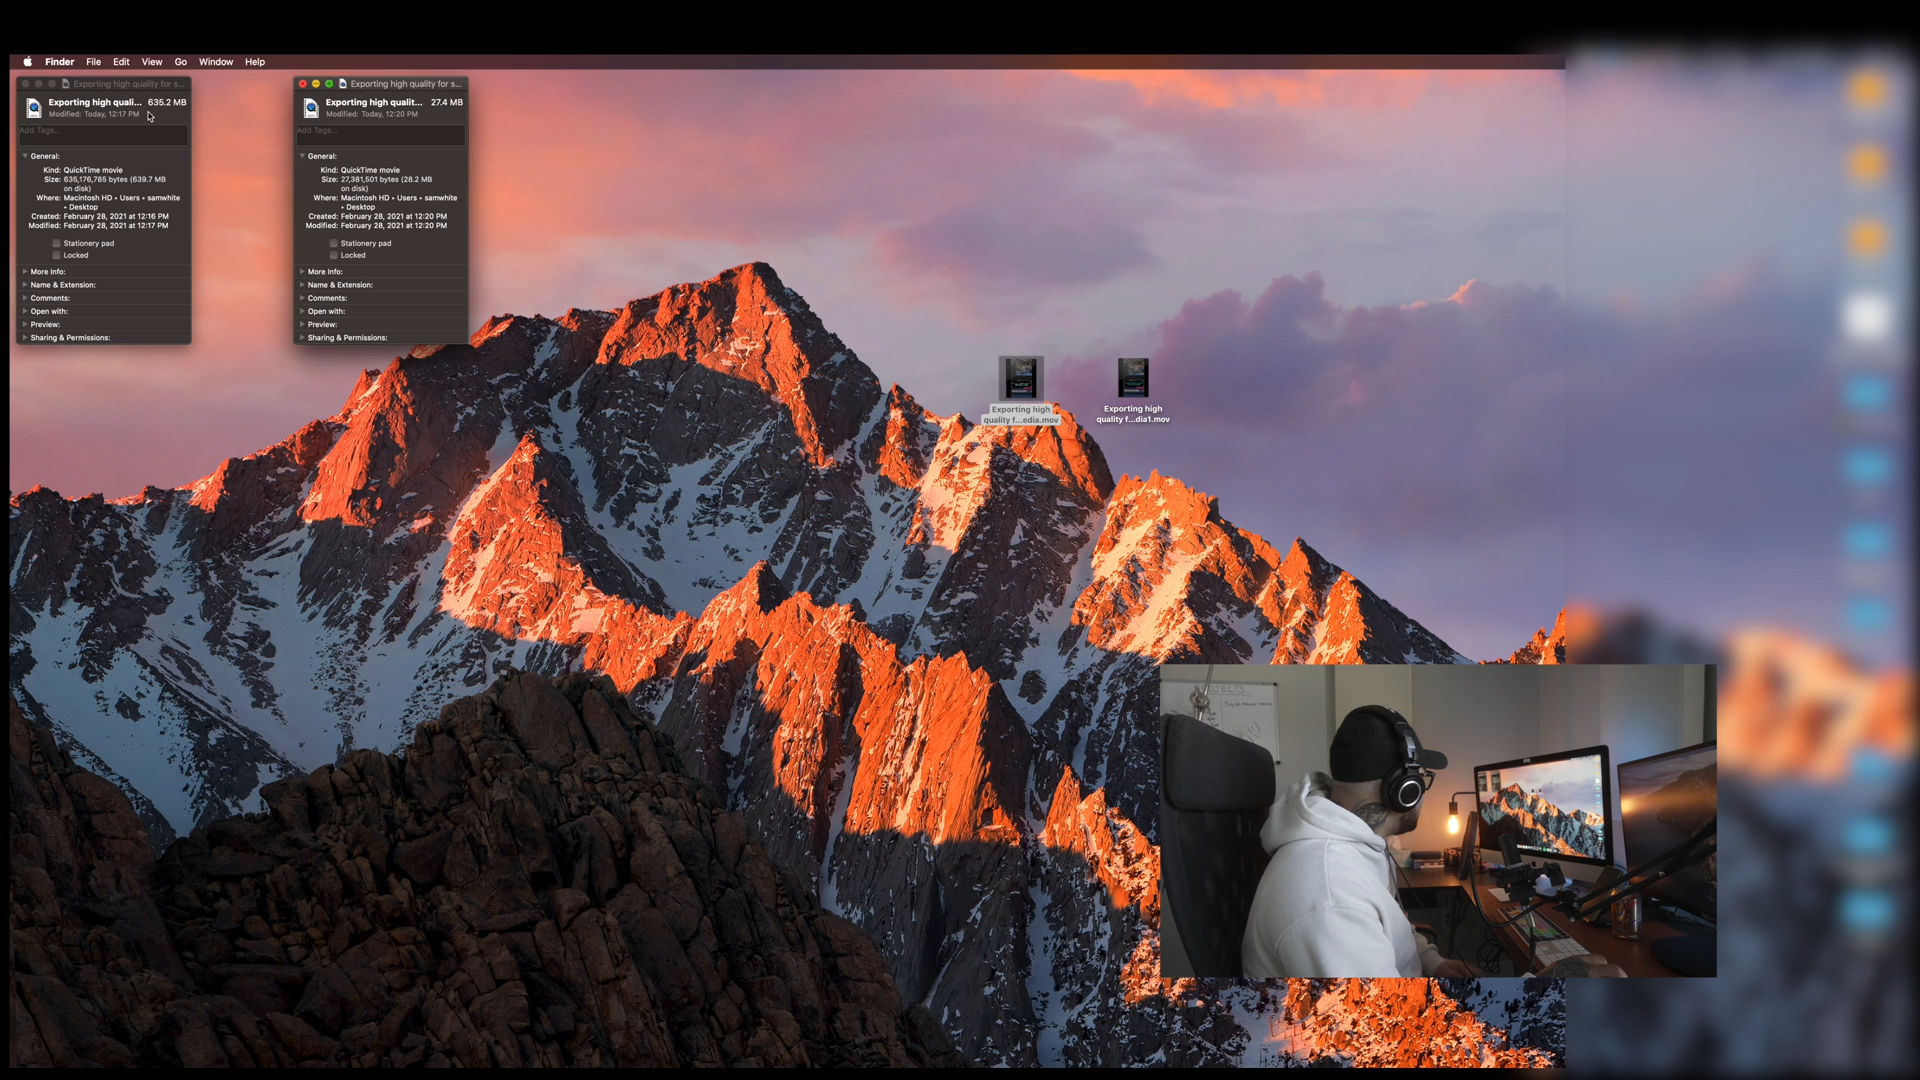 Finder File Edit View Go Window Help
Exporting high quality for s...
Exporting high quali... 635.2 MB
Modified: Today, 12:17 PM
Add Tags...
General:
Kind: QuickTime movie
Size: 635,176,785 bytes (639.7 MB
on disk)
Where: Macintosh HD • Users • samwhite
• Desktop
Created: February 28, 2021 at 12:16 PM
Modified: February 28, 2021 at 12:17 PM
Stationery pad
Locked
More Info:
Name & Extension:
Comments:
Open with:
Preview:
Sharing & Permissions:
Exporting high quality for s...
Exporting high qualit... 27.4 MB
Modified: Today, 12:20 PM
Add Tags...
General:
Kind: QuickTime movie
Size: 27,381,501 bytes (28.2 MB
on disk)
Where: Macintosh HD • Users • samwhite
• Desktop
Created: February 28, 2021 at 12:20 PM
Modified: February 28, 2021 at 12:20 PM
Stationery pad
Locked
More Info:
Name & Extension:
Comments:
Open with:
Preview:
Sharing & Permissions:
Exporting high
quality f...edia.mov
Exporting high
quality f...dia1.mov